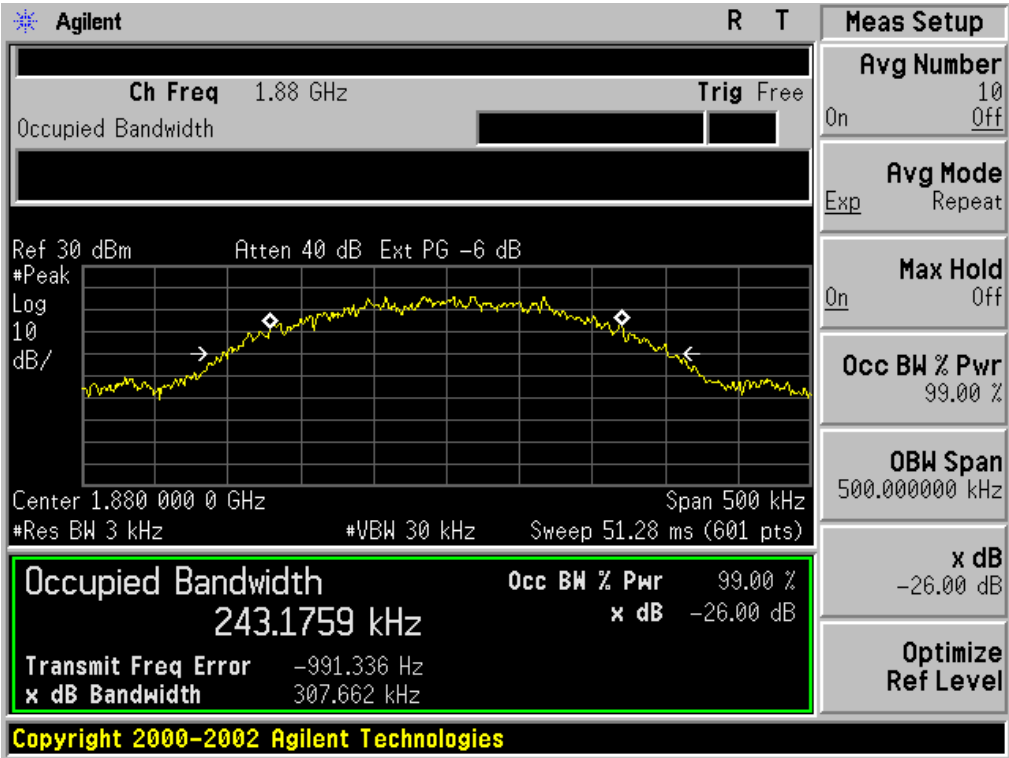 Agilent R T
Ch Freq 1.88 GHz Trig Free
Occupied Bandwidth
Ref 30 dBm Atten 40 dB Ext PG -6 dB
#Peak
Log
10
dB/
Center 1.880 000 0 GHz Span 500 kHz
#Res BW 3 kHz #VBW 30 kHz Sweep 51.28 ms (601 pts)
Occupied Bandwidth Occ BW % Pwr 99.00 %
243.1759 kHz x dB -26.00 dB
Transmit Freq Error -991.336 Hz
x dB Bandwidth 307.662 kHz
Copyright 2000-2002 Agilent Technologies
Meas Setup
Avg Number
10
On Off
Avg Mode
Exp Repeat
Max Hold
On Off
Occ BW % Pwr
99.00 %
OBW Span
500.000000 kHz
x dB
-26.00 dB
Optimize
Ref Level